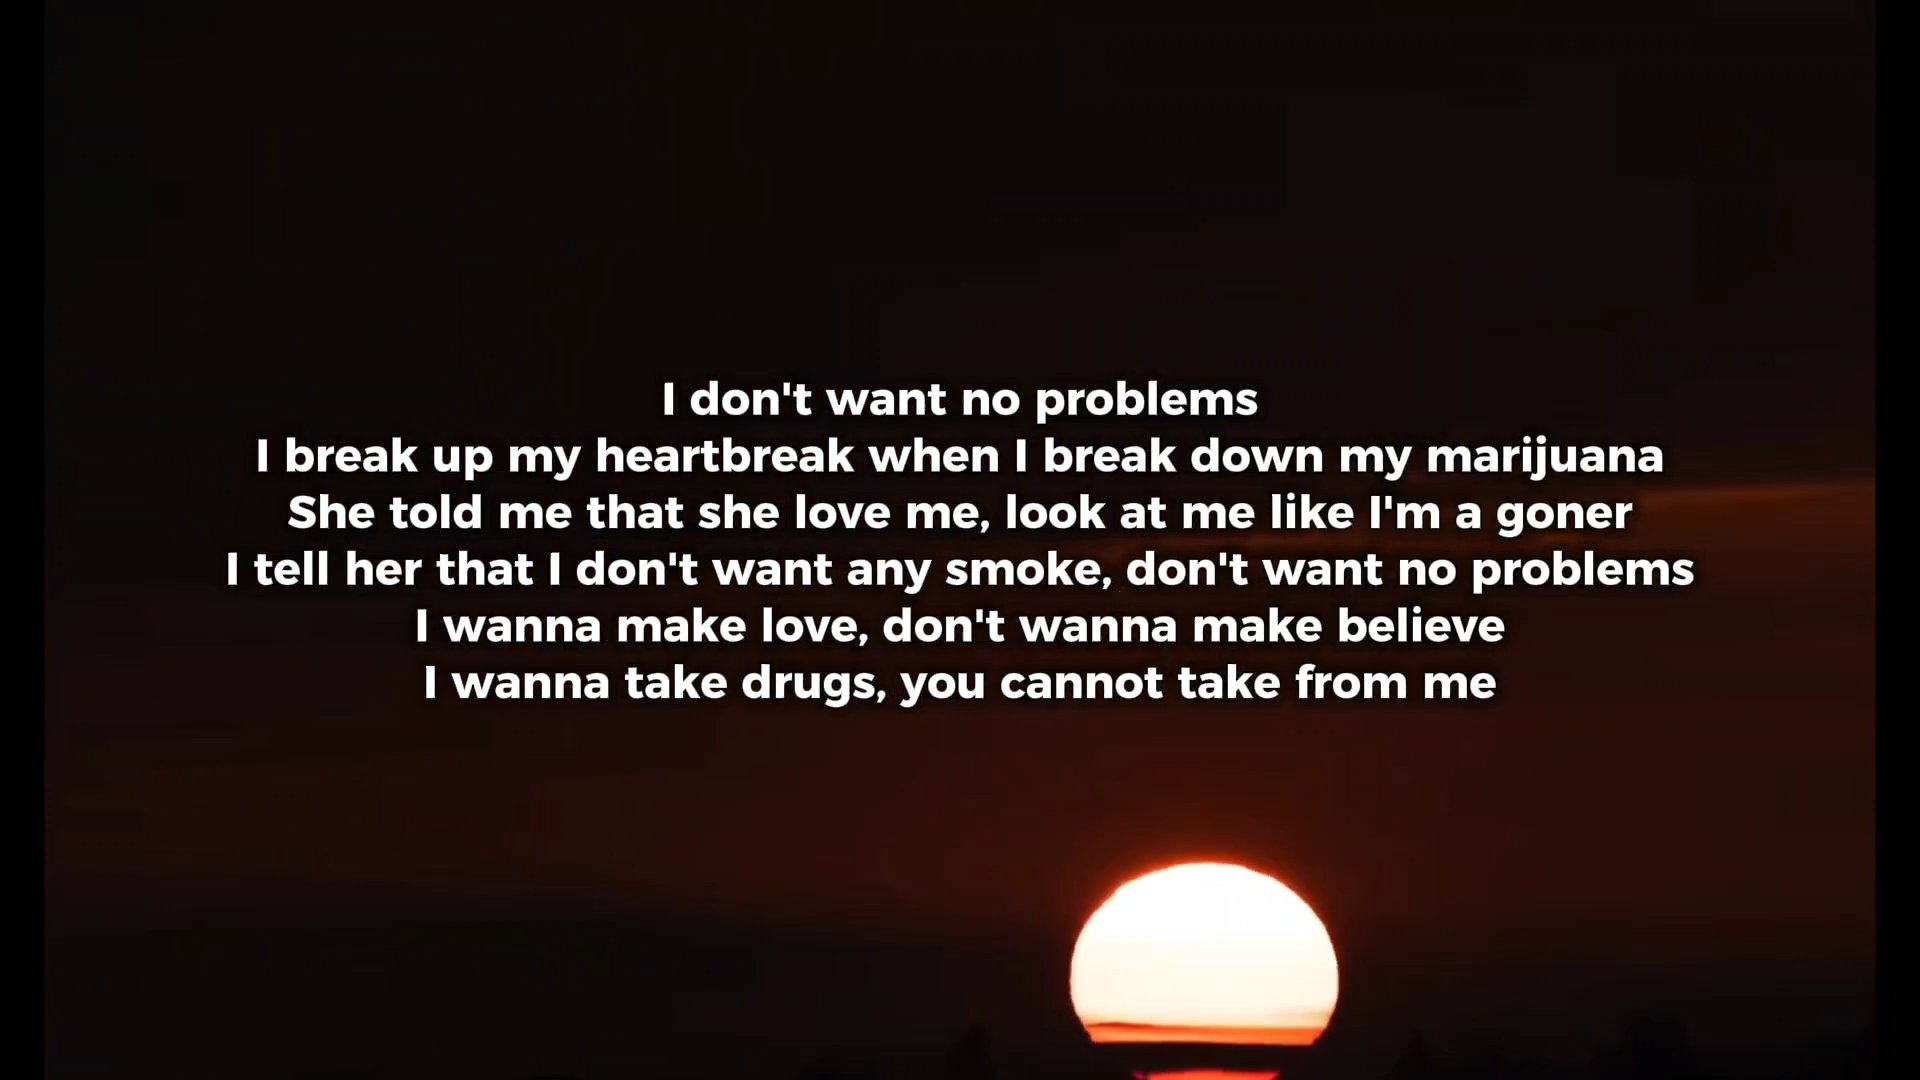 I don't want no problems
I break up my heartbreak when I break down my marijuana
She told me that she love me, look at me like I'm a goner
I tell her that I don't want any smoke, don't want no problems
I wanna make love, don't wanna make believe
I wanna take drugs, you cannot take from me